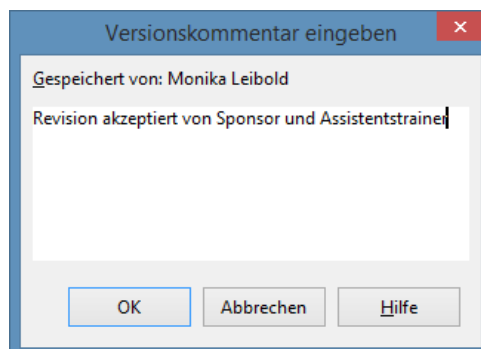 Versionskommentar eingeben
Gespeichert von: Monika Leibold
Revision akzeptiert von Sponsor und Assistentstrainer
OK
Abbrechen
Hilfe